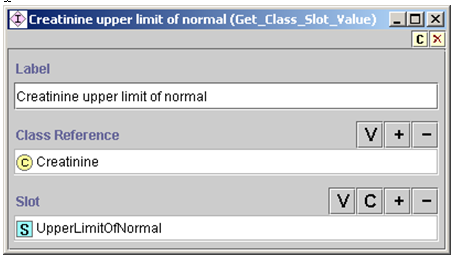 Creatinine upper limit of normal (Get_Class_Slot_Value)
C
Label
Creatinine upper limit of normal
Class Reference V + −
C Creatinine
Slot V C + −
S UpperLimitOfNormal